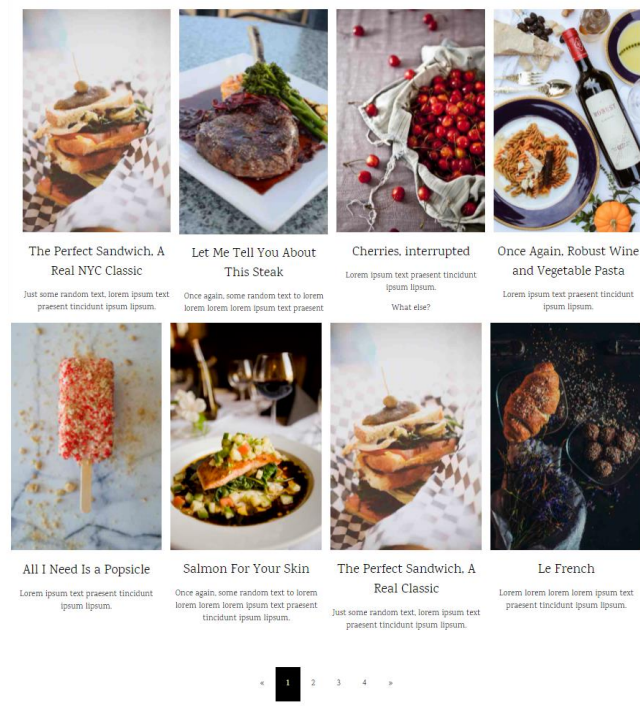 The Perfect Sandwich, A
Real NYC Classic
Just some random text, lorem ipsum text
praesent tincidunt ipsum lipsum.
Let Me Tell You About
This Steak
Once again, some random text to lorem
lorem lorem lorem ipsum text praesent
Cherries, interrupted
Lorem ipsum text praesent tincidunt
ipsum lipsum.
What else?
ROBUST
Once Again, Robust Wine
and Vegetable Pasta
Lorem ipsum text praesent tincidunt
ipsum lipsum.
All I Need Is a Popsicle
Lorem ipsum text praesent tincidunt
ipsum lipsum.
Salmon For Your Skin
Once again, some random text to lorem
lorem lorem lorem ipsum text praesent
tincidunt ipsum lipsum.
The Perfect Sandwich, A
Real Classic
Just some random text, lorem ipsum text
praesent tincidunt ipsum lipsum.
Le French
Lorem lorem lorem lorem ipsum text
praesent tincidunt ipsum lipsum.
« 1 2 3 4 »